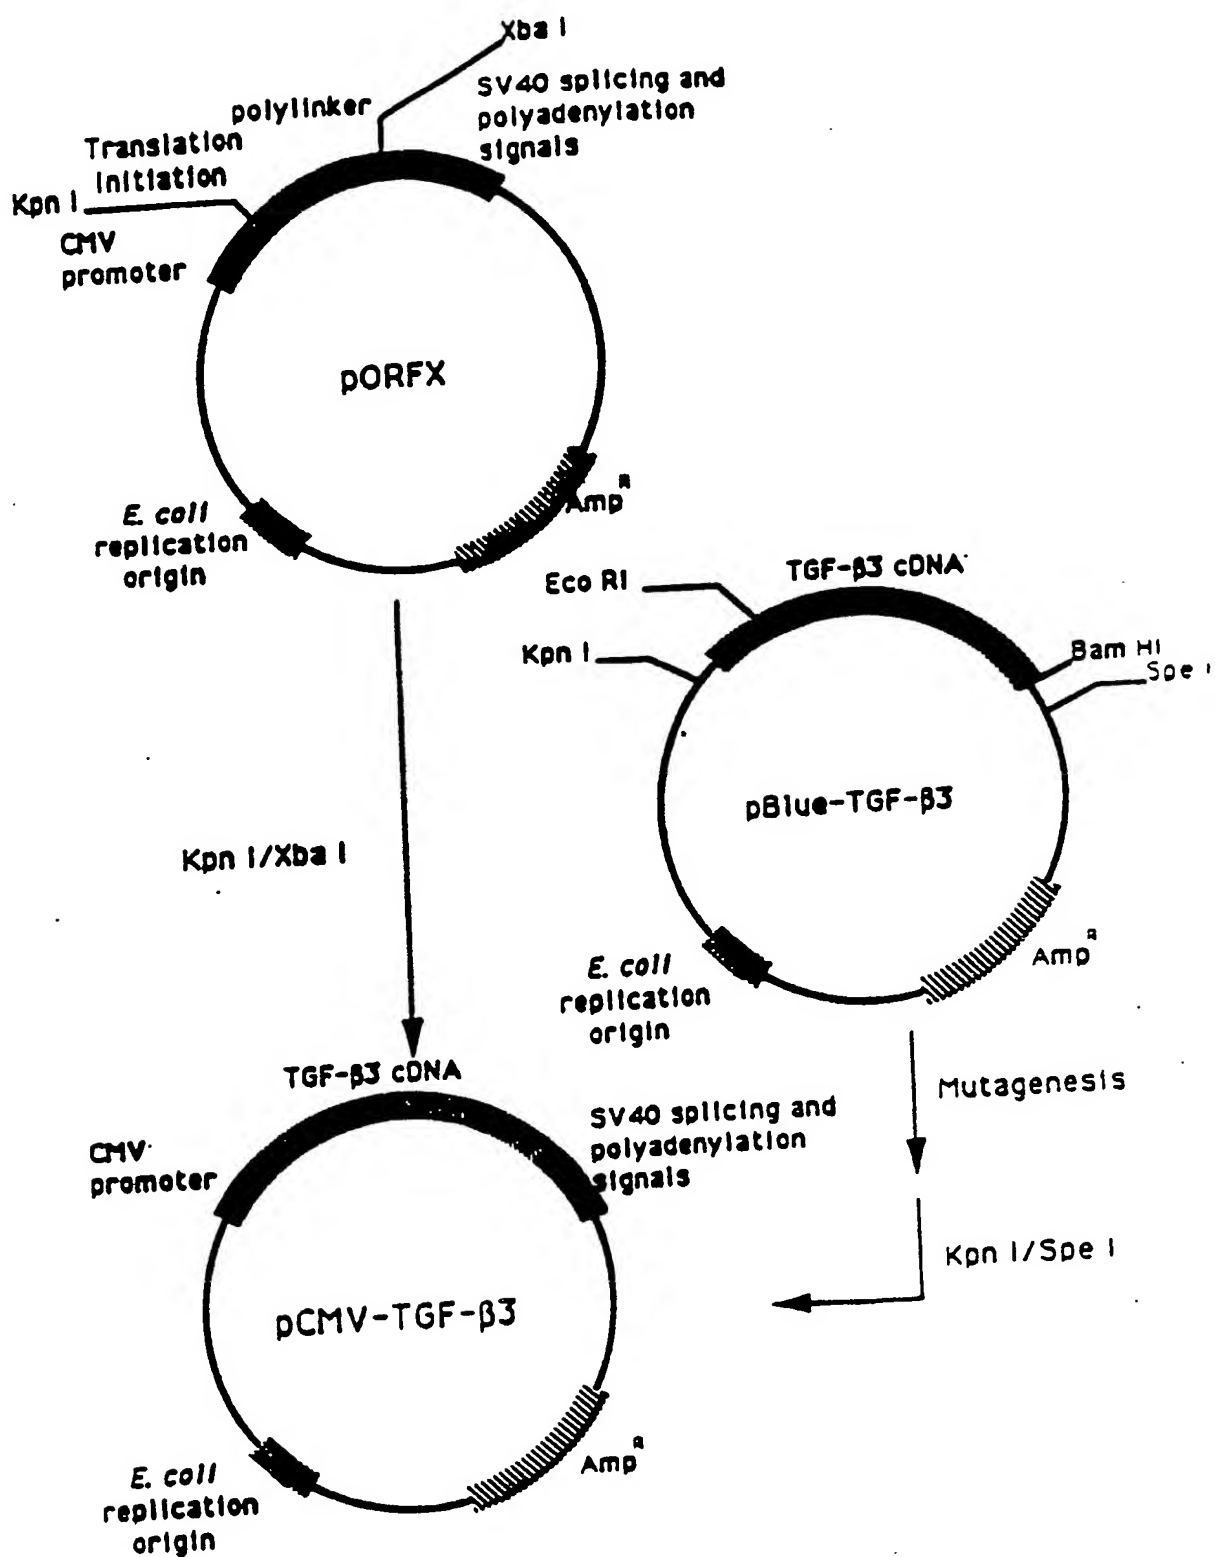 Xba I
polylinker
SV40 splicing and
polyadenylation
signals
Translation
Initiation
Kpn I
CMV
promoter
pORFX
E. coli
replication
origin
Amp R
Eco RI
TGF-β3 cDNA
Kpn I
Bam HI
Spe I
pBlue-TGF-β3
Kpn I/Xba I
E. coli
replication
origin
Amp R
Mutagenesis
Kpn I/Spe I
TGF-β3 cDNA
CMV
promoter
SV40 splicing and
polyadenylation
signals
pCMV-TGF-β3
E. coli
replication
origin
Amp R